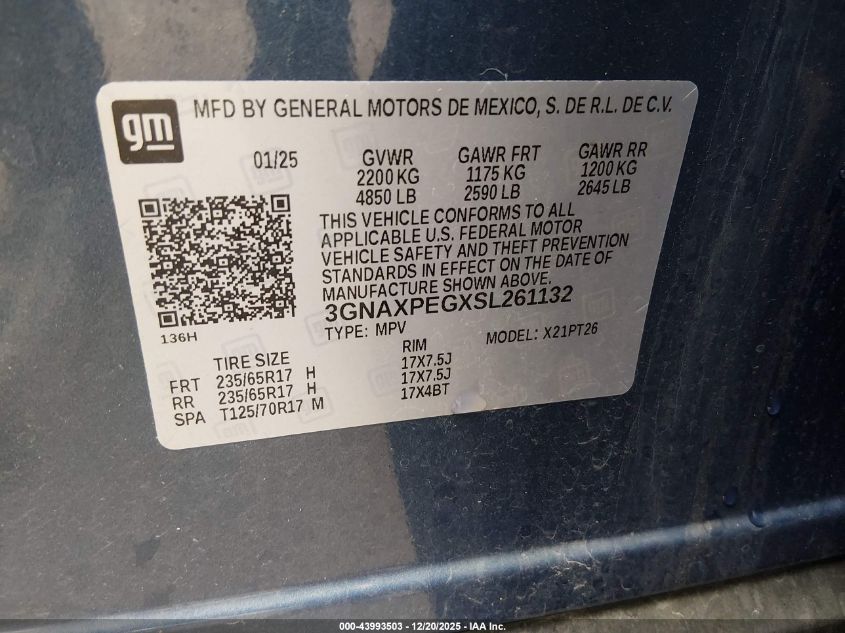 gm
MFD BY GENERAL MOTORS DE MEXICO, S. DE R.L. DE C.V.
01/25 GVWR GAWR FRT GAWR RR
2200 KG 1175 KG 1200 KG
4850 LB 2590 LB 2645 LB
THIS VEHICLE CONFORMS TO ALL
APPLICABLE U.S. FEDERAL MOTOR
VEHICLE SAFETY AND THEFT PREVENTION
STANDARDS IN EFFECT ON THE DATE OF
MANUFACTURE SHOWN ABOVE.
3GNAXPEGXSL261132
136H TYPE: MPV MODEL: X21PT26
TIRE SIZE RIM
FRT 235/65R17 H 17X7.5J
RR 235/65R17 H 17X7.5J
SPA T125/70R17 M 17X4BT
000-43993503 - 12/20/2025 - IAA Inc.